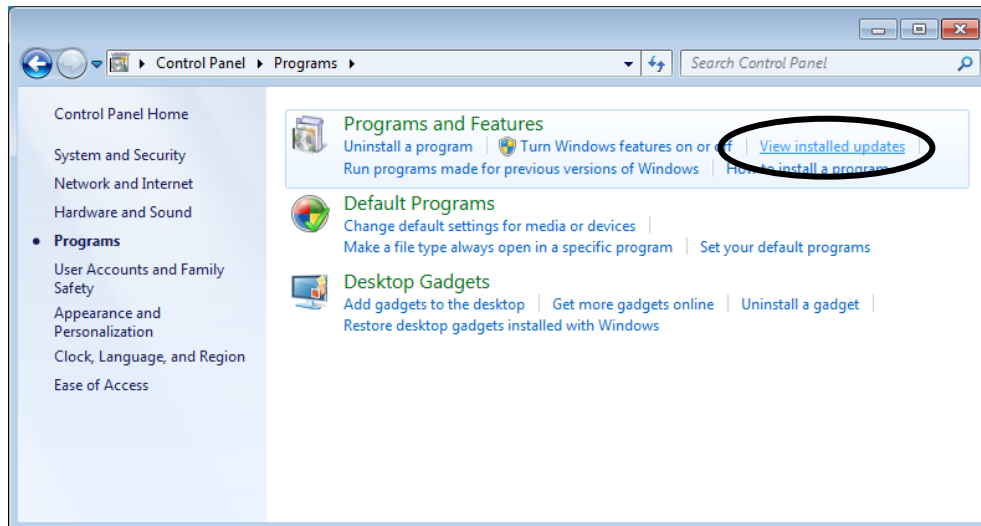 Control Panel Programs
Search Control Panel
Control Panel Home
System and Security
Network and Internet
Hardware and Sound
Programs
User Accounts and Family
Safety
Appearance and
Personalization
Clock, Language, and Region
Ease of Access
Programs and Features
Uninstall a program Turn Windows features on or off View installed updates
Run programs made for previous versions of Windows How to install a program
Default Programs
Change default settings for media or devices
Make a file type always open in a specific program Set your default programs
Desktop Gadgets
Add gadgets to the desktop Get more gadgets online Uninstall a gadget
Restore desktop gadgets installed with Windows